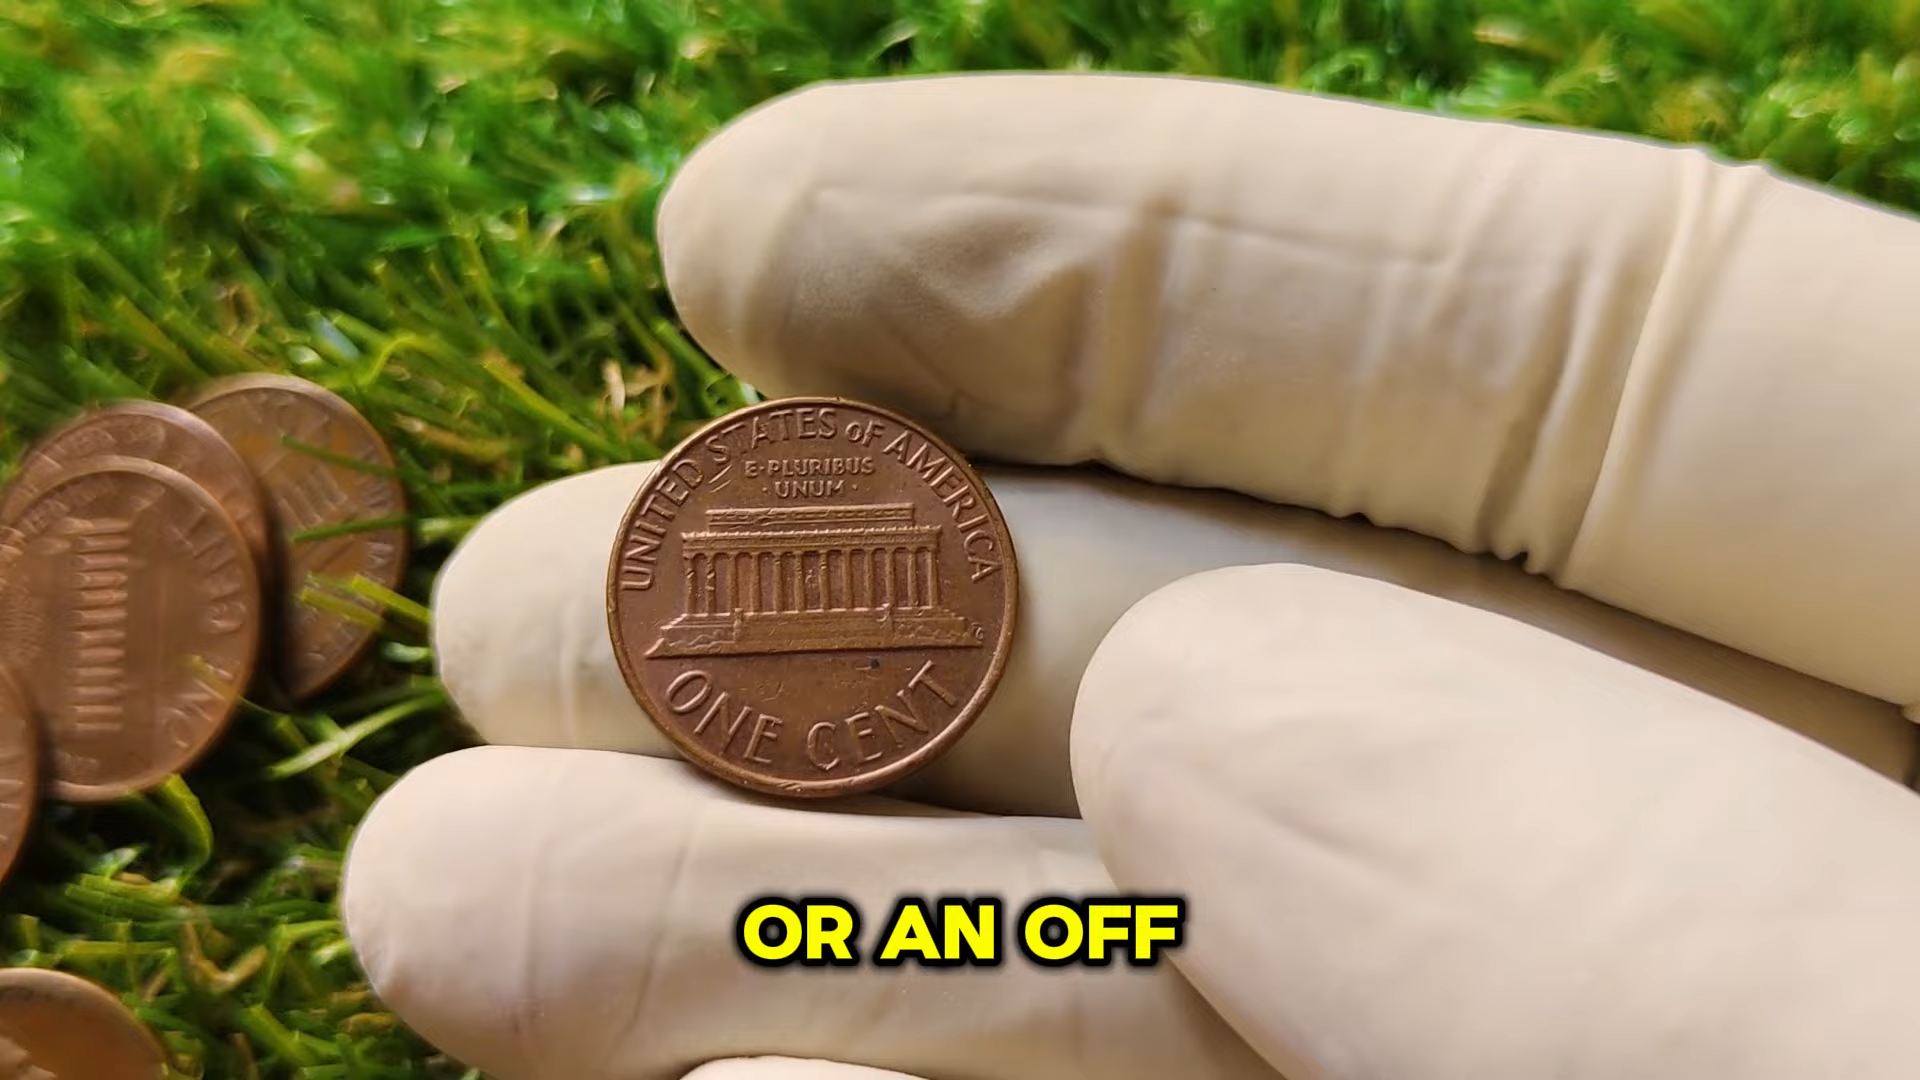 UNITED STATES OF AMERICA
E·PLURIBUS
·UNUM·
ONE CENT
OR AN OFF